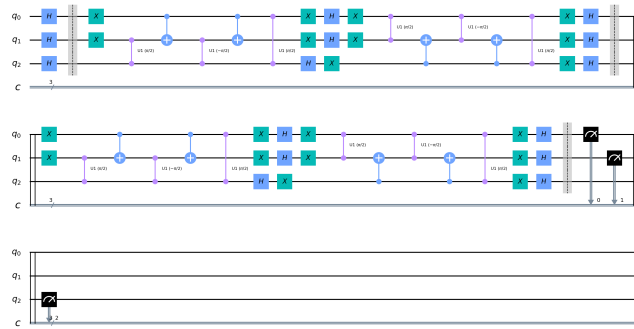 q0 H X X H X X H
q1 H X U1 (π/2) U1 (−π/2) U1 (π/2) X H X U1 (π/2) U1 (−π/2) U1 (π/2) X H
q2 H H X
c 3
q0 X X H X X H
q1 X U1 (π/2) U1 (−π/2) U1 (π/2) X H X U1 (π/2) U1 (−π/2) U1 (π/2) X H
q2 H X
c 3 0 1
q0
q1
q2
c 2